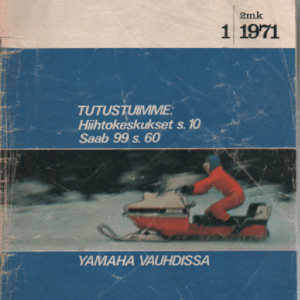 2mk
1 1971
TUTUSTUIMME:
Hiihtokeskukset s. 10
Saab 99 s. 60
YAMAHA VAUHDISSA